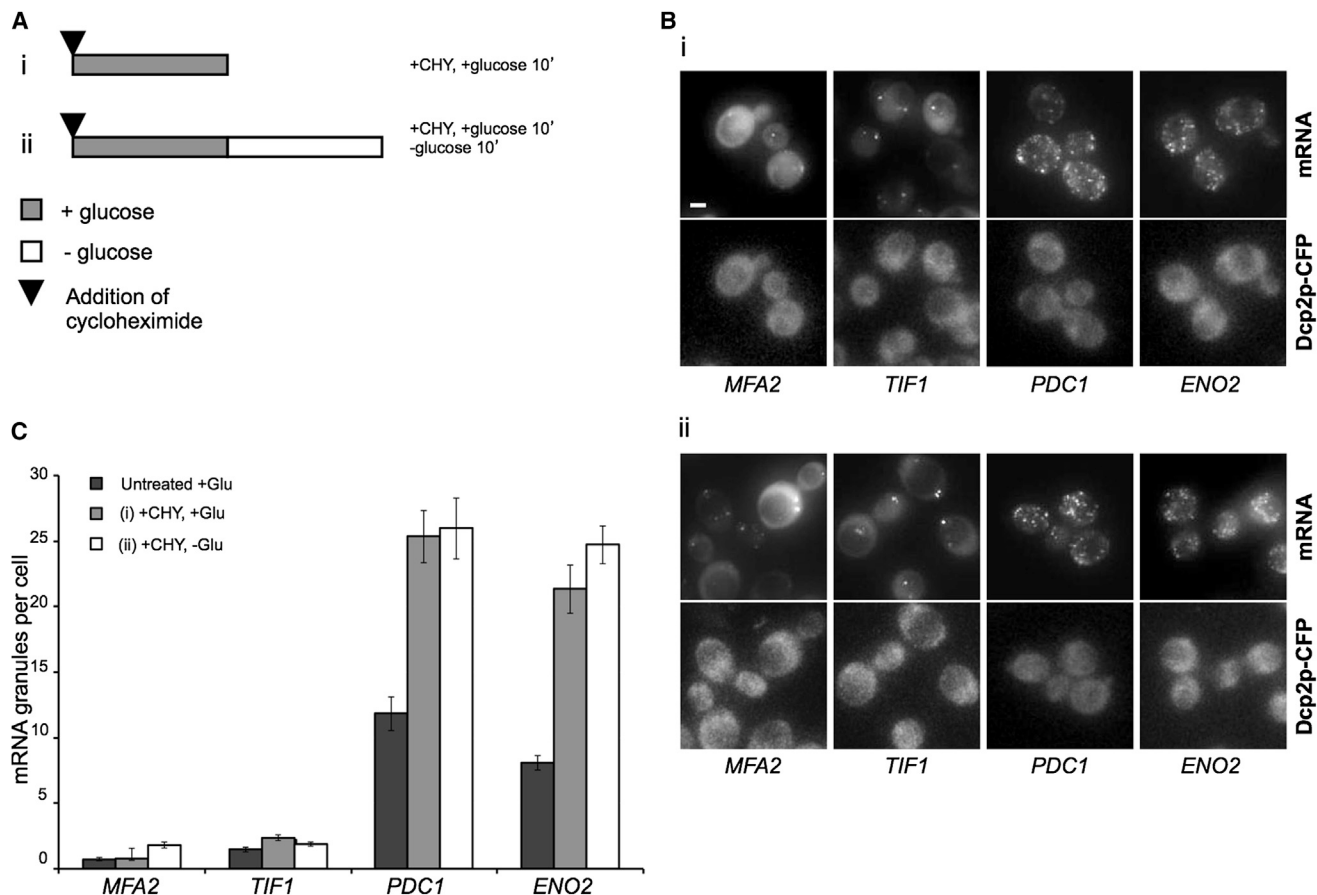 A
i
+CHY, +glucose 10’
ii
+CHY, +glucose 10’
-glucose 10’
+ glucose
- glucose
Addition of
cycloheximide
B
i
mRNA
Dcp2p-CFP
MFA2 TIF1 PDC1 ENO2
ii
mRNA
Dcp2p-CFP
MFA2 TIF1 PDC1 ENO2
C
mRNA granules per cell
30
25
20
15
10
5
0
Untreated +Glu
(i) +CHY, +Glu
(ii) +CHY, -Glu
MFA2 TIF1 PDC1 ENO2